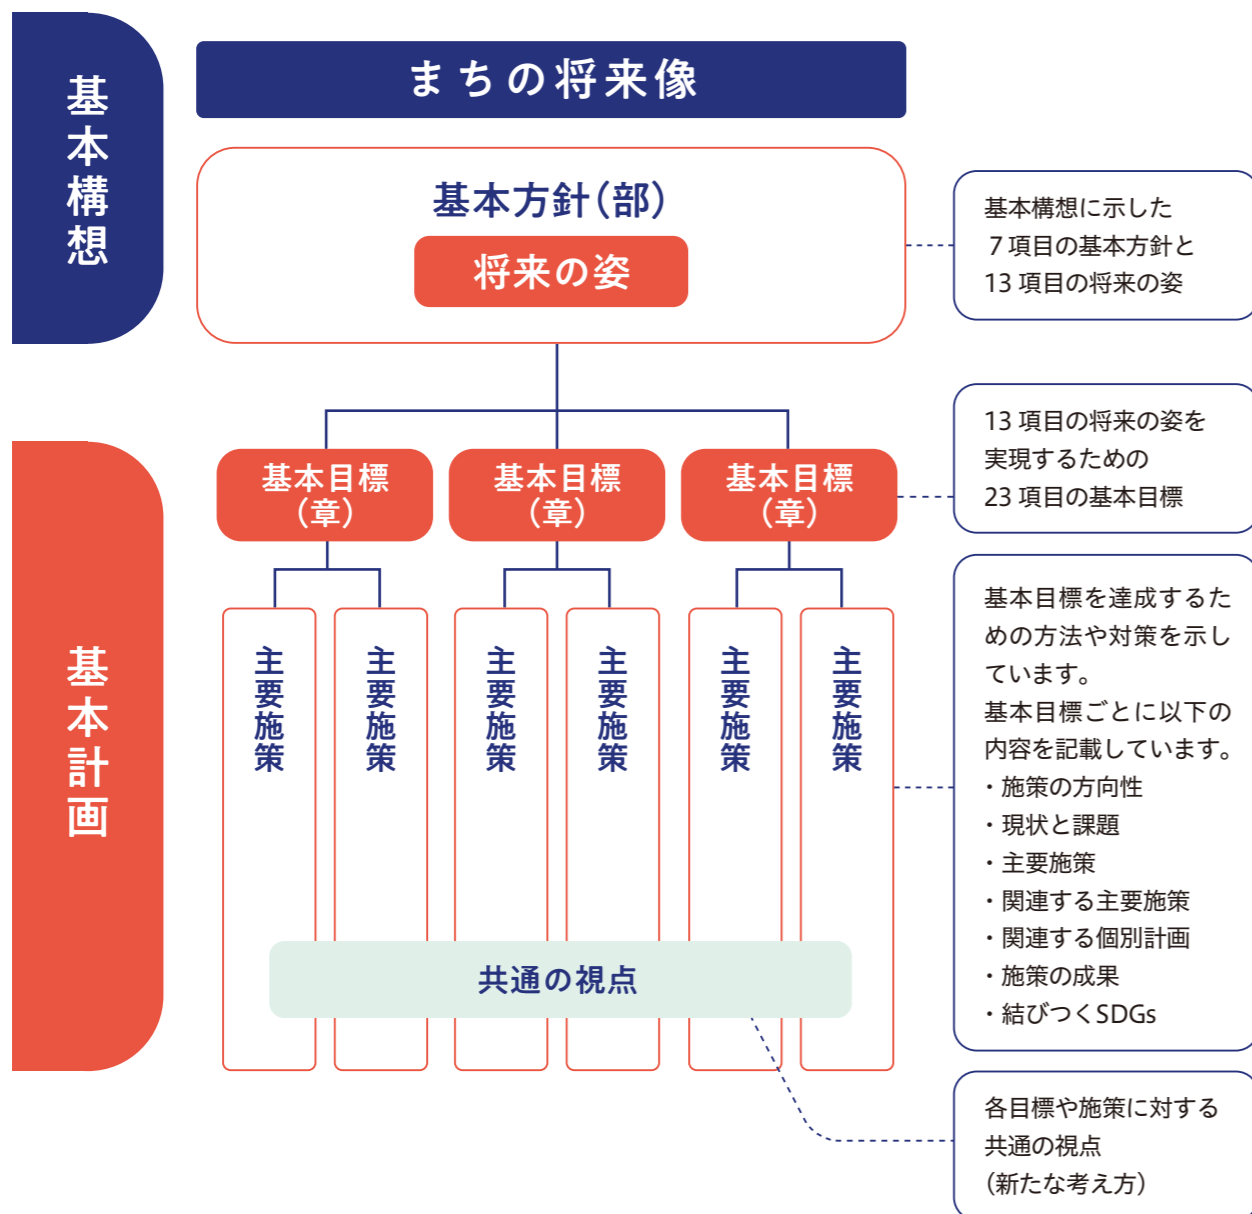 基本構想
まちの将来像
基本方針(部)
将来の姿
基本構想に示した
７項目の基本方針と
13 項目の将来の姿
基本計画
基本目標
(章)
基本目標
(章)
基本目標
(章)
13 項目の将来の姿を
実現するための
23 項目の基本目標
主要施策
主要施策
主要施策
主要施策
主要施策
主要施策
基本目標を達成するた
めの方法や対策を示し
ています。
基本目標ごとに以下の
内容を記載しています。
・施策の方向性
・現状と課題
・主要施策
・関連する主要施策
・関連する個別計画
・施策の成果
・結びつくSDGs
共通の視点
各目標や施策に対する
共通の視点
(新たな考え方)